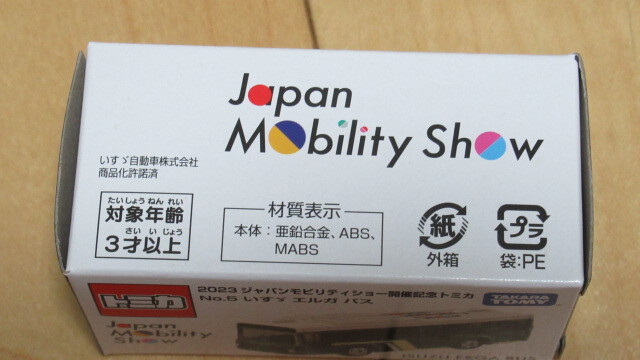 Japan
Mobility Show
いすゞ自動車株式会社
商品化許諾済
たいしょうねんれい
対象年齢
さいいじょう
3才以上
材質表示
本体：亜鉛合金、ABS、
MABS
紙
外箱
プラ
袋：PE
トミカ
2023 ジャパンモビリティショー開催記念トミカ
No.5 いすゞ エルガ バス
TAKARA
TOMY
Japan
Mobility Show
ISUZU ERGA BUS